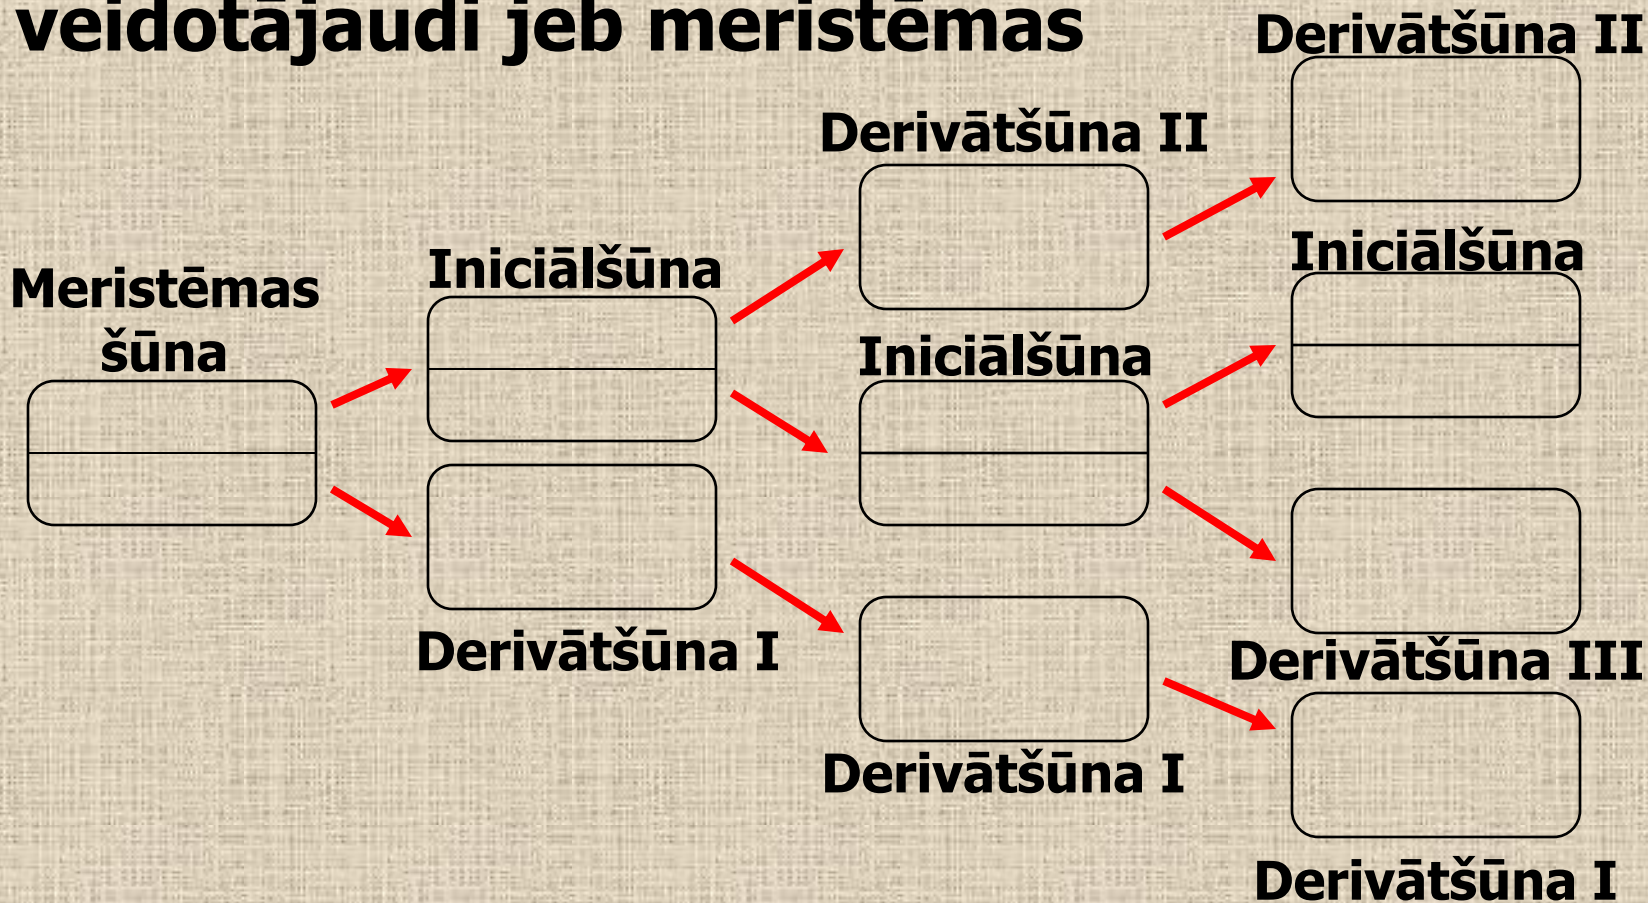 veidotājaudi jeb meristēmas
Meristēmas
šūna
Iniciālšūna
Derivātšūna I
Derivātšūna II
Iniciālšūna
Derivātšūna I
Derivātšūna II
Iniciālšūna
Derivātšūna III
Derivātšūna I